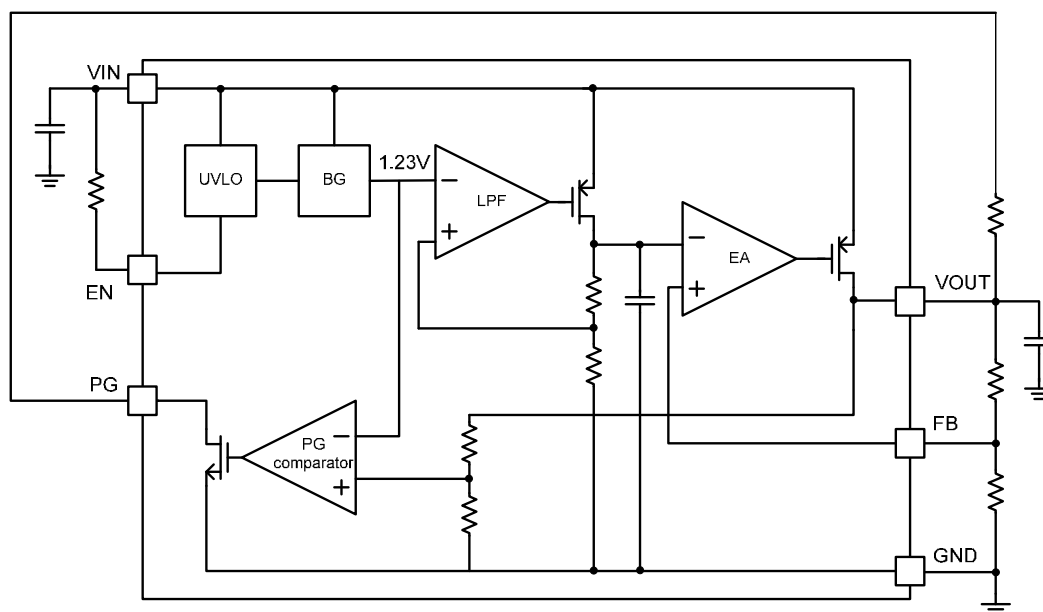 VIN
UVLO
BG
1.23V
−
LPF
+
−
EA
+
EN
VOUT
PG
−
PG
comparator
+
FB
GND